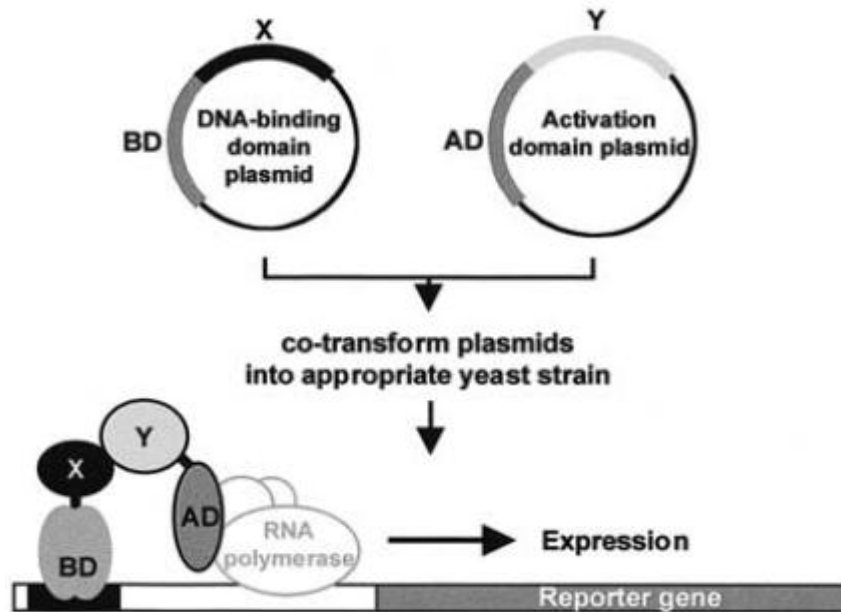 X
Y
BD
DNA-binding
domain
plasmid
AD
Activation
domain plasmid
co-transform plasmids
into appropriate yeast strain
Y
X
AD
RNA
polymerase
Expression
BD
Reporter gene